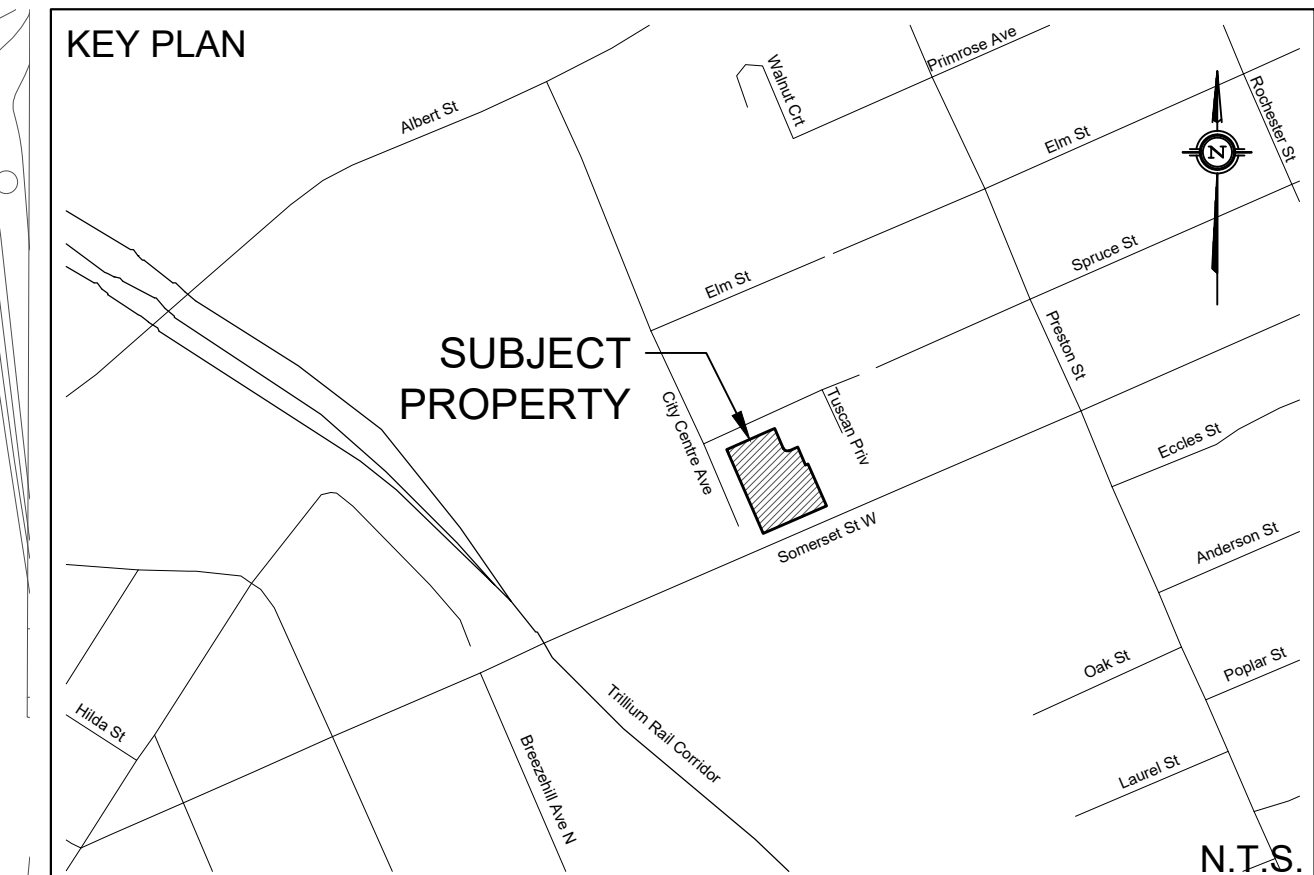 KEY PLAN
Primrose Ave
Walnut Crt
Albert St
Rochester St
Elm St
N
Spruce St
Elm St
Preston St
SUBJECT
PROPERTY
City Centre Ave
Tuscan Priv
Eccles St
Somerset St W
Anderson St
Oak St
Poplar St
Trillium Rail Corridor
Hilda St
Breezehill Ave N
Laurel St
N.T.S.